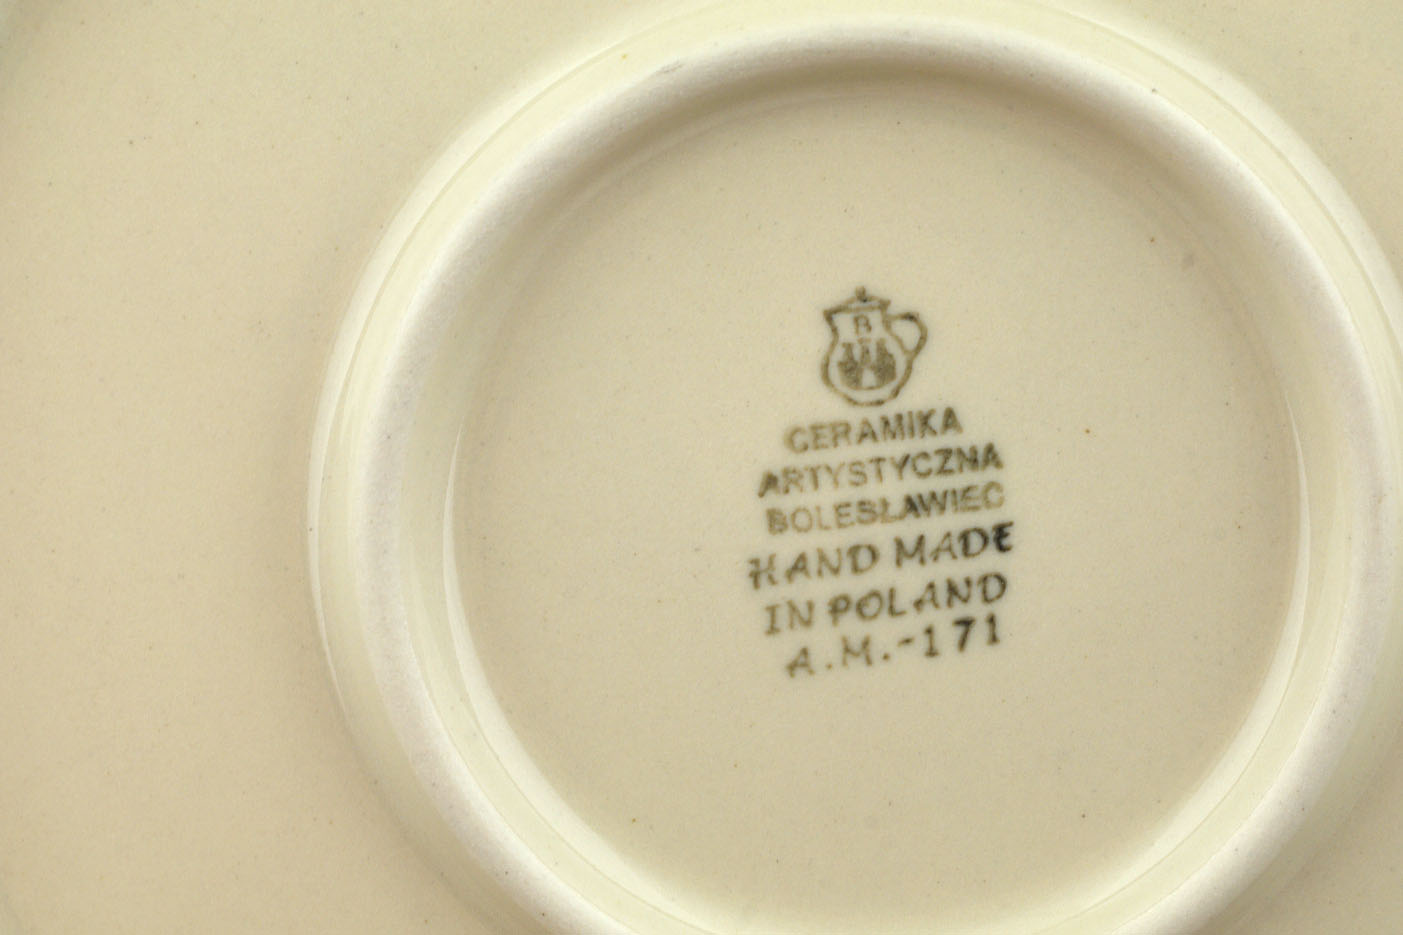 B
CERAMIKA
ARTYSTYCZNA
BOLESŁAWIEC
HAND MADE
IN POLAND
A.M.-171